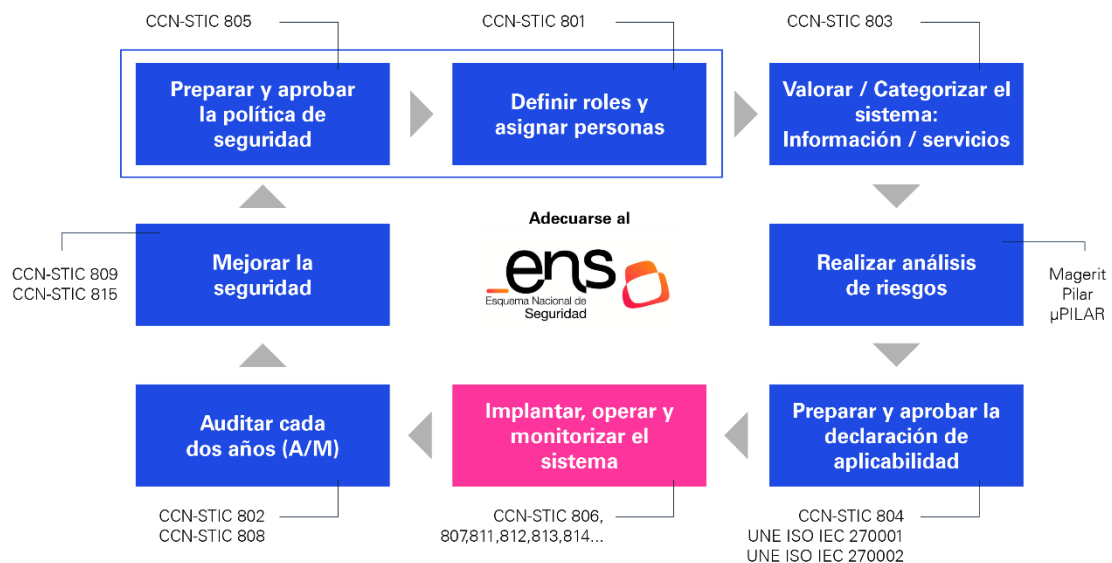 CCN-STIC 805
CCN-STIC 801
CCN-STIC 803
Preparar y aprobar
la política de
seguridad
Definir roles y
asignar personas
Valorar / Categorizar el
sistema:
Información / servicios
CCN-STIC 809
CCN-STIC 815
Mejorar la
seguridad
Adecuarse al
_ens
Esquema Nacional de
Seguridad
Realizar análisis
de riesgos
Magerit
Pilar
µPILAR
Auditar cada
dos años (A/M)
Implantar, operar y
monitorizar el
sistema
Preparar y aprobar la
declaración de
aplicabilidad
CCN-STIC 802
CCN-STIC 808
CCN-STIC 806,
807,811,812,813,814...
CCN-STIC 804
UNE ISO IEC 270001
UNE ISO IEC 270002